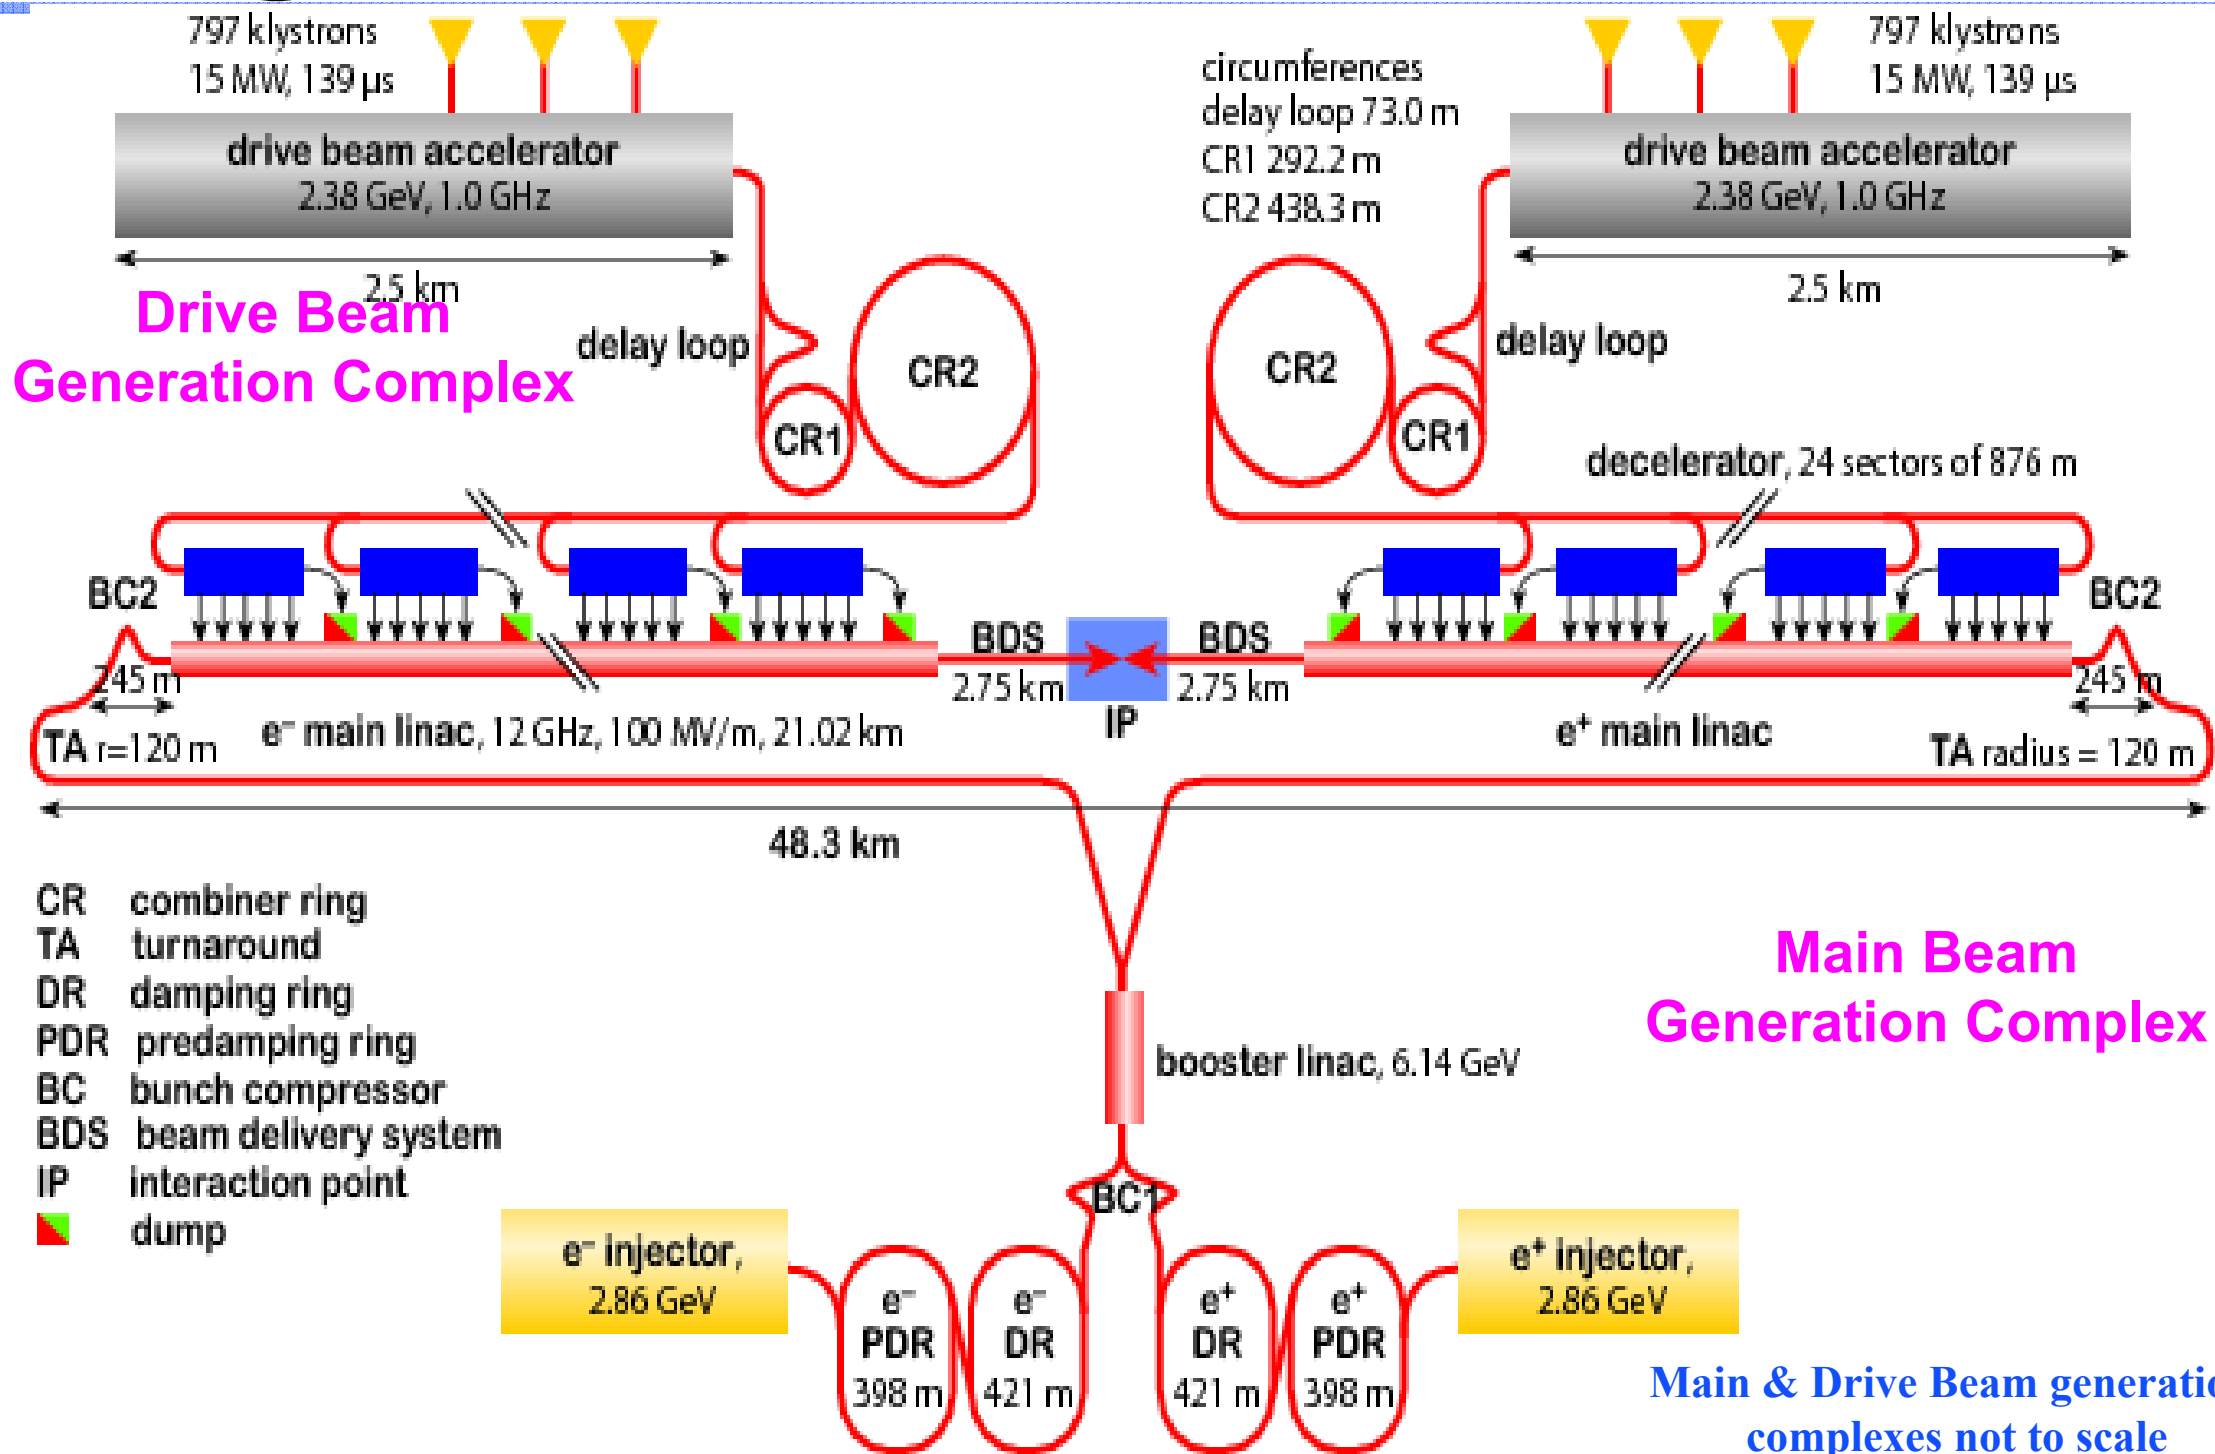 797 klystrons
15 MW, 139 µs
drive beam accelerator
2.38 GeV, 1.0 GHz
2.5 km
Drive Beam
Generation Complex
delay loop
CR1
CR2
circumferences
delay loop 73.0 m
CR1 292.2 m
CR2 438.3 m
797 klystrons
15 MW, 139 µs
drive beam accelerator
2.38 GeV, 1.0 GHz
2.5 km
delay loop
CR2
CR1
decelerator, 24 sectors of 876 m
BC2
245 m
TA r=120 m
e⁻ main linac, 12 GHz, 100 MV/m, 21.02 km
BDS
2.75 km
IP
BDS
2.75 km
e⁺ main linac
BC2
245 m
TA radius = 120 m
48.3 km
CR combiner ring
TA turnaround
DR damping ring
PDR predamping ring
BC bunch compressor
BDS beam delivery system
IP interaction point
dump
Main Beam
Generation Complex
booster linac, 6.14 GeV
BC1
e⁻ injector,
2.86 GeV
e⁻
PDR
398 m
e⁻
DR
421 m
e⁺
DR
421 m
e⁺
PDR
398 m
e⁺ injector,
2.86 GeV
Main & Drive Beam generatio
complexes not to scale